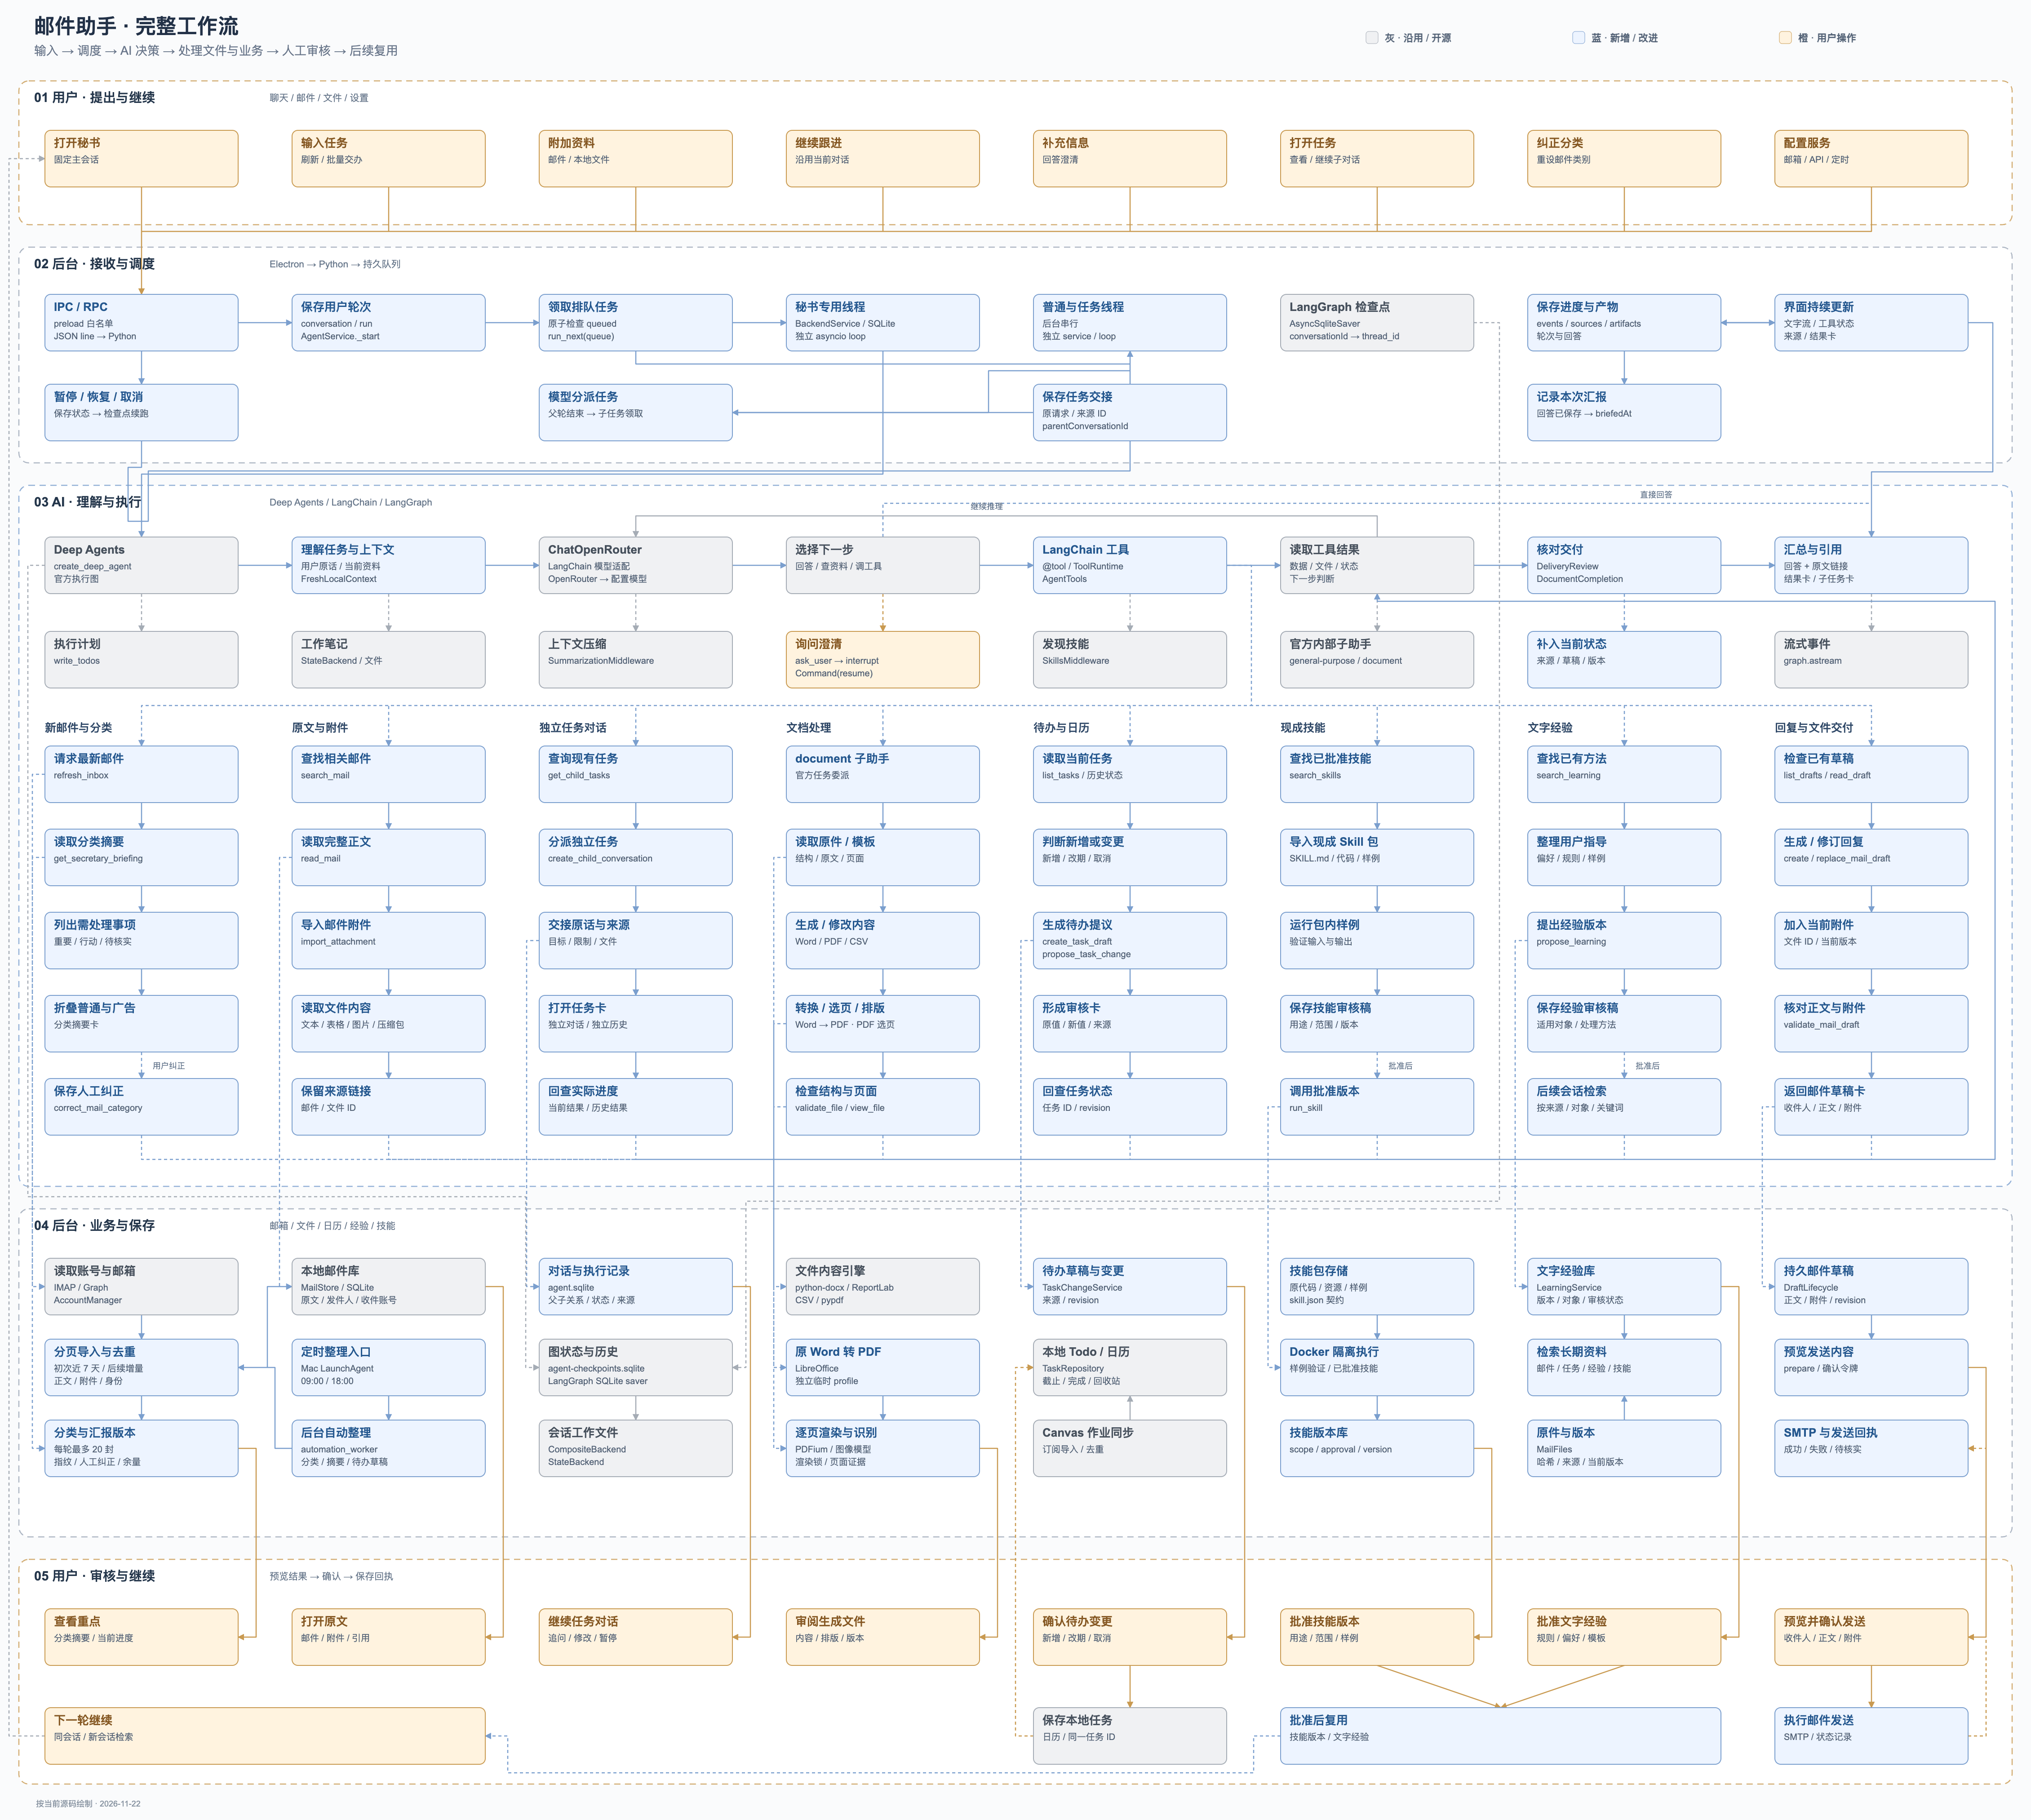 邮件助手 · 完整工作流
输入 → 调度 → AI 决策 → 处理文件与业务 → 人工审核 → 后续复用
灰 · 沿用 / 开源
蓝 · 新增 / 改进
橙 · 用户操作
01 用户 · 提出与继续
聊天 / 邮件 / 文件 / 设置
打开秘书
固定主会话
输入任务
刷新 / 批量交办
附加资料
邮件 / 本地文件
继续跟进
沿用当前对话
补充信息
回答澄清
打开任务
查看 / 继续子对话
纠正分类
重设邮件类别
配置服务
邮箱 / API / 定时
02 后台 · 接收与调度
Electron → Python → 持久队列
IPC / RPC
preload 白名单
JSON line → Python
保存用户轮次
conversation / run
AgentService._start
领取排队任务
原子检查 queued
run_next(queue)
秘书专用线程
BackendService / SQLite
独立 asyncio loop
普通与任务线程
后台串行
独立 service / loop
LangGraph 检查点
AsyncSqliteSaver
conversationId → thread_id
保存进度与产物
events / sources / artifacts
轮次与回答
界面持续更新
文字流 / 工具状态
来源 / 结果卡
暂停 / 恢复 / 取消
保存状态 → 检查点续跑
模型分派任务
父轮结束 → 子任务领取
保存任务交接
原请求 / 来源 ID
parentConversationId
记录本次汇报
回答已保存 → briefedAt
03 AI · 理解与执行
Deep Agents / LangChain / LangGraph
继续推理
直接回答
Deep Agents
create_deep_agent
官方执行图
理解任务与上下文
用户原话 / 当前资料
FreshLocalContext
ChatOpenRouter
LangChain 模型适配
OpenRouter → 配置模型
选择下一步
回答 / 查资料 / 调工具
LangChain 工具
@tool / ToolRuntime
AgentTools
读取工具结果
数据 / 文件 / 状态
下一步判断
核对交付
DeliveryReview
DocumentCompletion
汇总与引用
回答 + 原文链接
结果卡 / 子任务卡
执行计划
write_todos
工作笔记
StateBackend / 文件
上下文压缩
SummarizationMiddleware
询问澄清
ask_user → interrupt
Command(resume)
发现技能
SkillsMiddleware
官方内部子助手
general-purpose / document
补入当前状态
来源 / 草稿 / 版本
流式事件
graph.astream
新邮件与分类
原文与附件
独立任务对话
文档处理
待办与日历
现成技能
文字经验
回复与文件交付
请求最新邮件
refresh_inbox
查找相关邮件
search_mail
查询现有任务
get_child_tasks
document 子助手
官方任务委派
读取当前任务
list_tasks / 历史状态
查找已批准技能
search_skills
查找已有方法
search_learning
检查已有草稿
list_drafts / read_draft
读取分类摘要
get_secretary_briefing
读取完整正文
read_mail
分派独立任务
create_child_conversation
读取原件 / 模板
结构 / 原文 / 页面
判断新增或变更
新增 / 改期 / 取消
导入现成 Skill 包
SKILL.md / 代码 / 样例
整理用户指导
偏好 / 规则 / 样例
生成 / 修订回复
create / replace_mail_draft
列出需处理事项
重要 / 行动 / 待核实
导入邮件附件
import_attachment
交接原话与来源
目标 / 限制 / 文件
生成 / 修改内容
Word / PDF / CSV
生成待办提议
create_task_draft
propose_task_change
运行包内样例
验证输入与输出
提出经验版本
propose_learning
加入当前附件
文件 ID / 当前版本
折叠普通与广告
分类摘要卡
读取文件内容
文本 / 表格 / 图片 / 压缩包
打开任务卡
独立对话 / 独立历史
转换 / 选页 / 排版
Word → PDF · PDF 选页
形成审核卡
原值 / 新值 / 来源
保存技能审核稿
用途 / 范围 / 版本
保存经验审核稿
适用对象 / 处理方法
核对正文与附件
validate_mail_draft
用户纠正
批准后
批准后
保存人工纠正
correct_mail_category
保留来源链接
邮件 / 文件 ID
回查实际进度
当前结果 / 历史结果
检查结构与页面
validate_file / view_file
回查任务状态
任务 ID / revision
调用批准版本
run_skill
后续会话检索
按来源 / 对象 / 关键词
返回邮件草稿卡
收件人 / 正文 / 附件
04 后台 · 业务与保存
邮箱 / 文件 / 日历 / 经验 / 技能
读取账号与邮箱
IMAP / Graph
AccountManager
本地邮件库
MailStore / SQLite
原文 / 发件人 / 收件账号
对话与执行记录
agent.sqlite
父子关系 / 状态 / 来源
文件内容引擎
python-docx / ReportLab
CSV / pypdf
待办草稿与变更
TaskChangeService
来源 / revision
技能包存储
原代码 / 资源 / 样例
skill.json 契约
文字经验库
LearningService
版本 / 对象 / 审核状态
持久邮件草稿
DraftLifecycle
正文 / 附件 / revision
分页导入与去重
初次近 7 天 / 后续增量
正文 / 附件 / 身份
定时整理入口
Mac LaunchAgent
09:00 / 18:00
图状态与历史
agent-checkpoints.sqlite
LangGraph SQLite saver
原 Word 转 PDF
LibreOffice
独立临时 profile
本地 Todo / 日历
TaskRepository
截止 / 完成 / 回收站
Docker 隔离执行
样例验证 / 已批准技能
检索长期资料
邮件 / 任务 / 经验 / 技能
预览发送内容
prepare / 确认令牌
分类与汇报版本
每轮最多 20 封
指纹 / 人工纠正 / 余量
后台自动整理
automation_worker
分类 / 摘要 / 待办草稿
会话工作文件
CompositeBackend
StateBackend
逐页渲染与识别
PDFium / 图像模型
渲染锁 / 页面证据
Canvas 作业同步
订阅导入 / 去重
技能版本库
scope / approval / version
原件与版本
MailFiles
哈希 / 来源 / 当前版本
SMTP 与发送回执
成功 / 失败 / 待核实
05 用户 · 审核与继续
预览结果 → 确认 → 保存回执
查看重点
分类摘要 / 当前进度
打开原文
邮件 / 附件 / 引用
继续任务对话
追问 / 修改 / 暂停
审阅生成文件
内容 / 排版 / 版本
确认待办变更
新增 / 改期 / 取消
批准技能版本
用途 / 范围 / 样例
批准文字经验
规则 / 偏好 / 模板
预览并确认发送
收件人 / 正文 / 附件
下一轮继续
同会话 / 新会话检索
保存本地任务
日历 / 同一任务 ID
批准后复用
技能版本 / 文字经验
执行邮件发送
SMTP / 状态记录
按当前源码绘制 · 2026-11-22